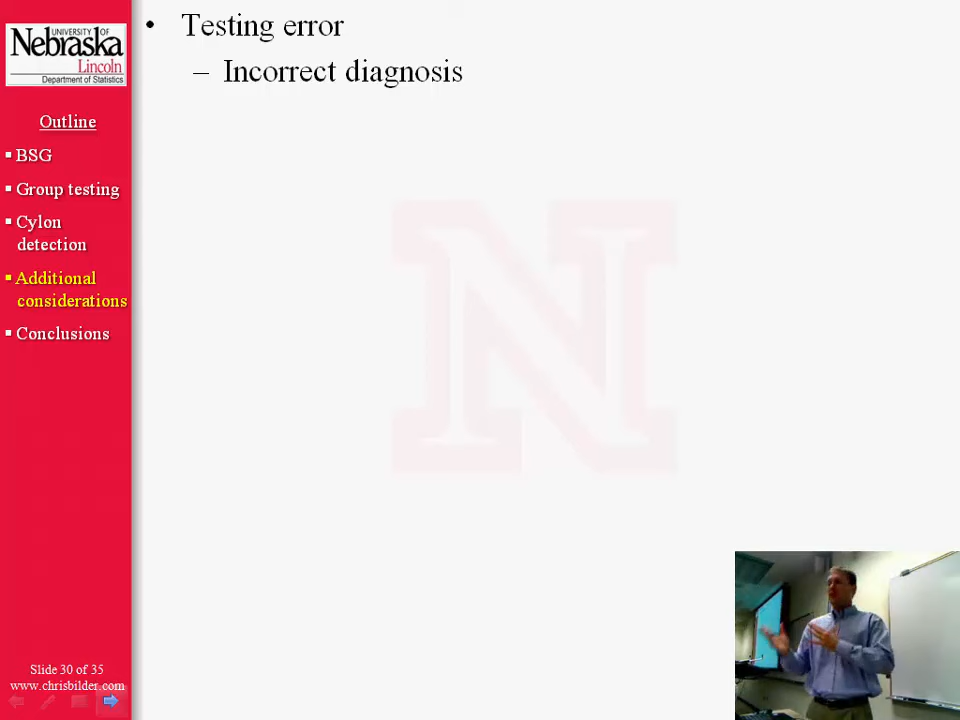 UNIVERSITY OF
Nebraska
Lincoln
Department of Statistics
Outline
▪ BSG
▪ Group testing
▪ Cylon
detection
▪ Additional
considerations
▪ Conclusions
Slide 30 of 35
www.chrisbilder.com
• Testing error
– Incorrect diagnosis
N